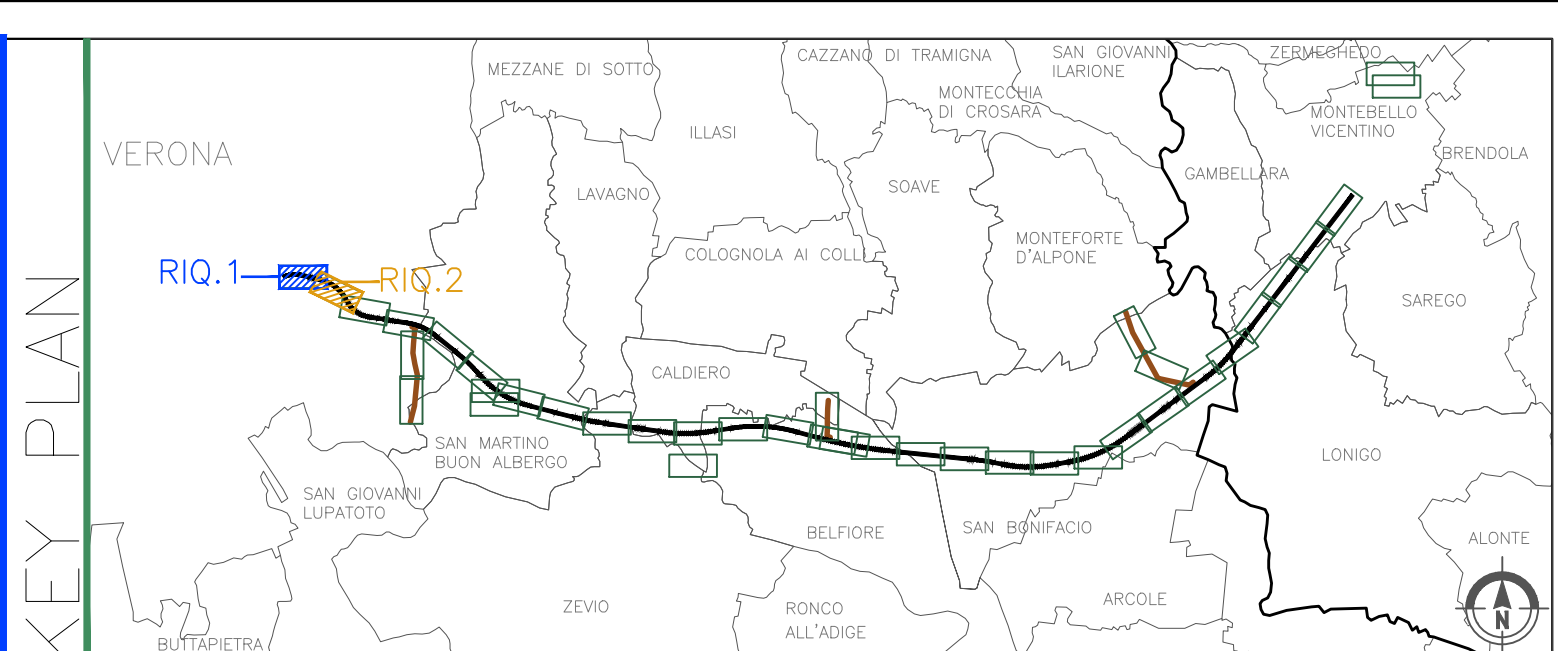 KEY PLAN
ZERMEGHEDO
CAZZANO DI TRAMIGNA
SAN GIOVANNI
ILARIONE
MEZZANE DI SOTTO
MONTECCHIA
DI CROSARA
MONTEBELLO
VICENTINO
ILLASI
VERONA
BRENDOLA
GAMBELLARA
SOAVE
LAVAGNO
MONTEFORTE
D'ALPONE
COLOGNOLA AI COLLI
RIQ.1
RIQ.2
SAREGO
CALDIERO
SAN MARTINO
BUON ALBERGO
LONIGO
SAN GIOVANNI
LUPATOTO
BELFIORE
SAN BONIFACIO
ALONTE
ZEVIO
RONCO
ALL'ADIGE
ARCOLE
N
BUTTAPIETRA